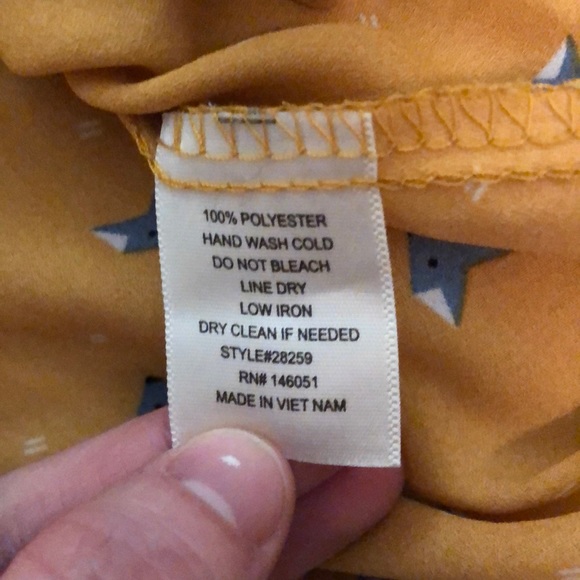 100% POLYESTER
HAND WASH COLD
DO NOT BLEACH
LINE DRY
LOW IRON
DRY CLEAN IF NEEDED
STYLE#28259
RN# 146051
MADE IN VIET NAM